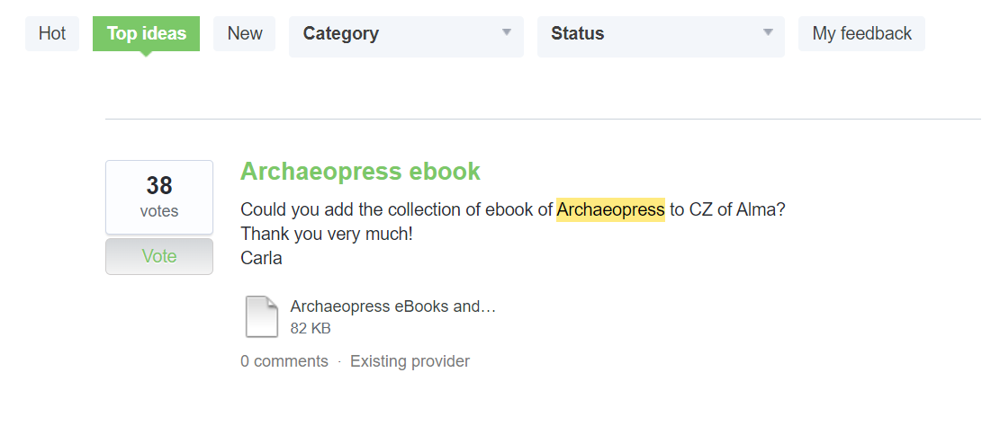 Hot Top ideas New Category Status My feedback
38
votes
Vote
Archaeopress ebook
Could you add the collection of ebook of Archaeopress to CZ of Alma?
Thank you very much!
Carla
Archaeopress eBooks and…
82 KB
0 comments · Existing provider